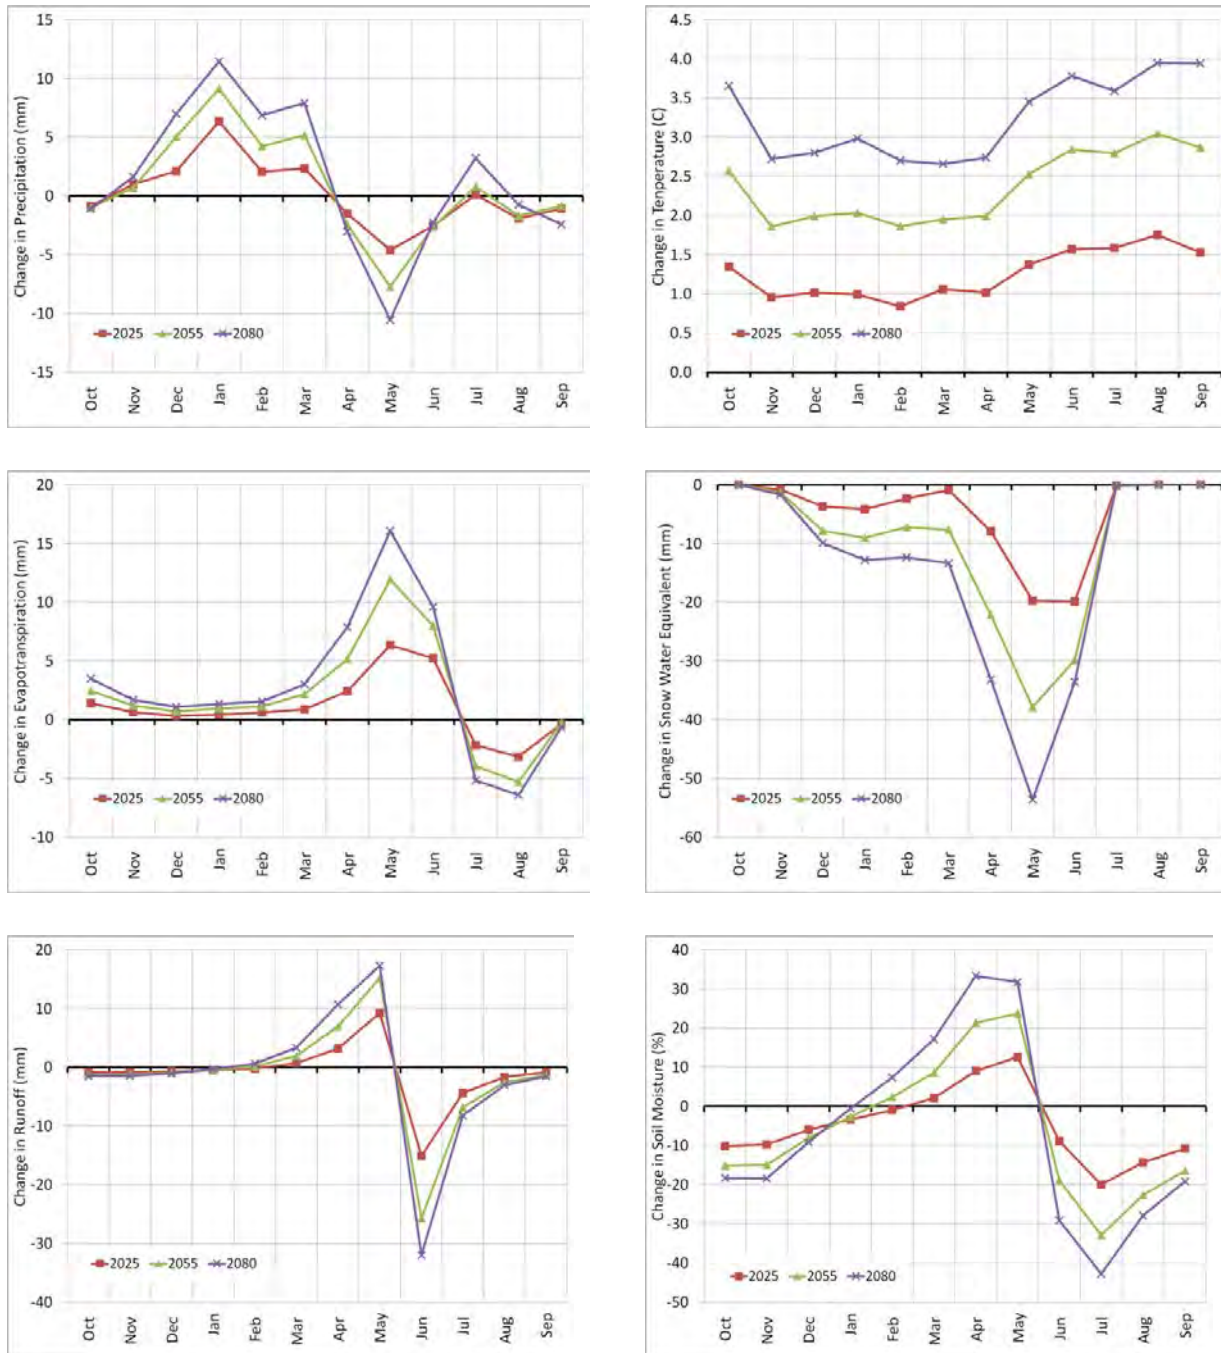 15
10
5
0
-5
-10
-15
Change in Precipitation (mm)
2025 2055 2080
Oct Nov Dec Jan Feb Mar Apr May Jun Jul Aug Sep
4.5
4.0
3.5
3.0
2.5
2.0
1.5
1.0
0.5
0.0
Change in Tenperature (C)
2025 2055 2080
Oct Nov Dec Jan Feb Mar Apr May Jun Jul Aug Sep
20
15
10
5
0
-5
-10
Change in Evapotranspiration (mm)
2025 2055 2080
Oct Nov Dec Jan Feb Mar Apr May Jun Jul Aug Sep
0
-10
-20
-30
-40
-50
-60
Change in Snow Water Equivalent (mm)
2025 2055 2080
Oct Nov Dec Jan Feb Mar Apr May Jun Jul Aug Sep
20
10
0
-10
-20
-30
-40
Change in Runoff (mm)
2025 2055 2080
Oct Nov Dec Jan Feb Mar Apr May Jun Jul Aug Sep
40
30
20
10
0
-10
-20
-30
-40
-50
Change in Soil Moisture (%)
2025 2055 2080
Oct Nov Dec Jan Feb Mar Apr May Jun Jul Aug Sep